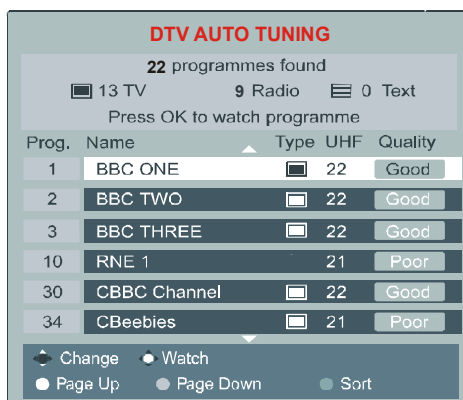 DTV AUTO TUNING
22 programmes found
13 TV 9 Radio 0 Text
Press OK to watch programme
Prog. Name Type UHF Quality
1 BBC ONE 22 Good
2 BBC TWO 22 Good
3 BBC THREE 22 Good
10 RNE 1 21 Poor
30 CBBC Channel 22 Good
34 CBeebies 21 Poor
Change Watch
Page Up Page Down Sort